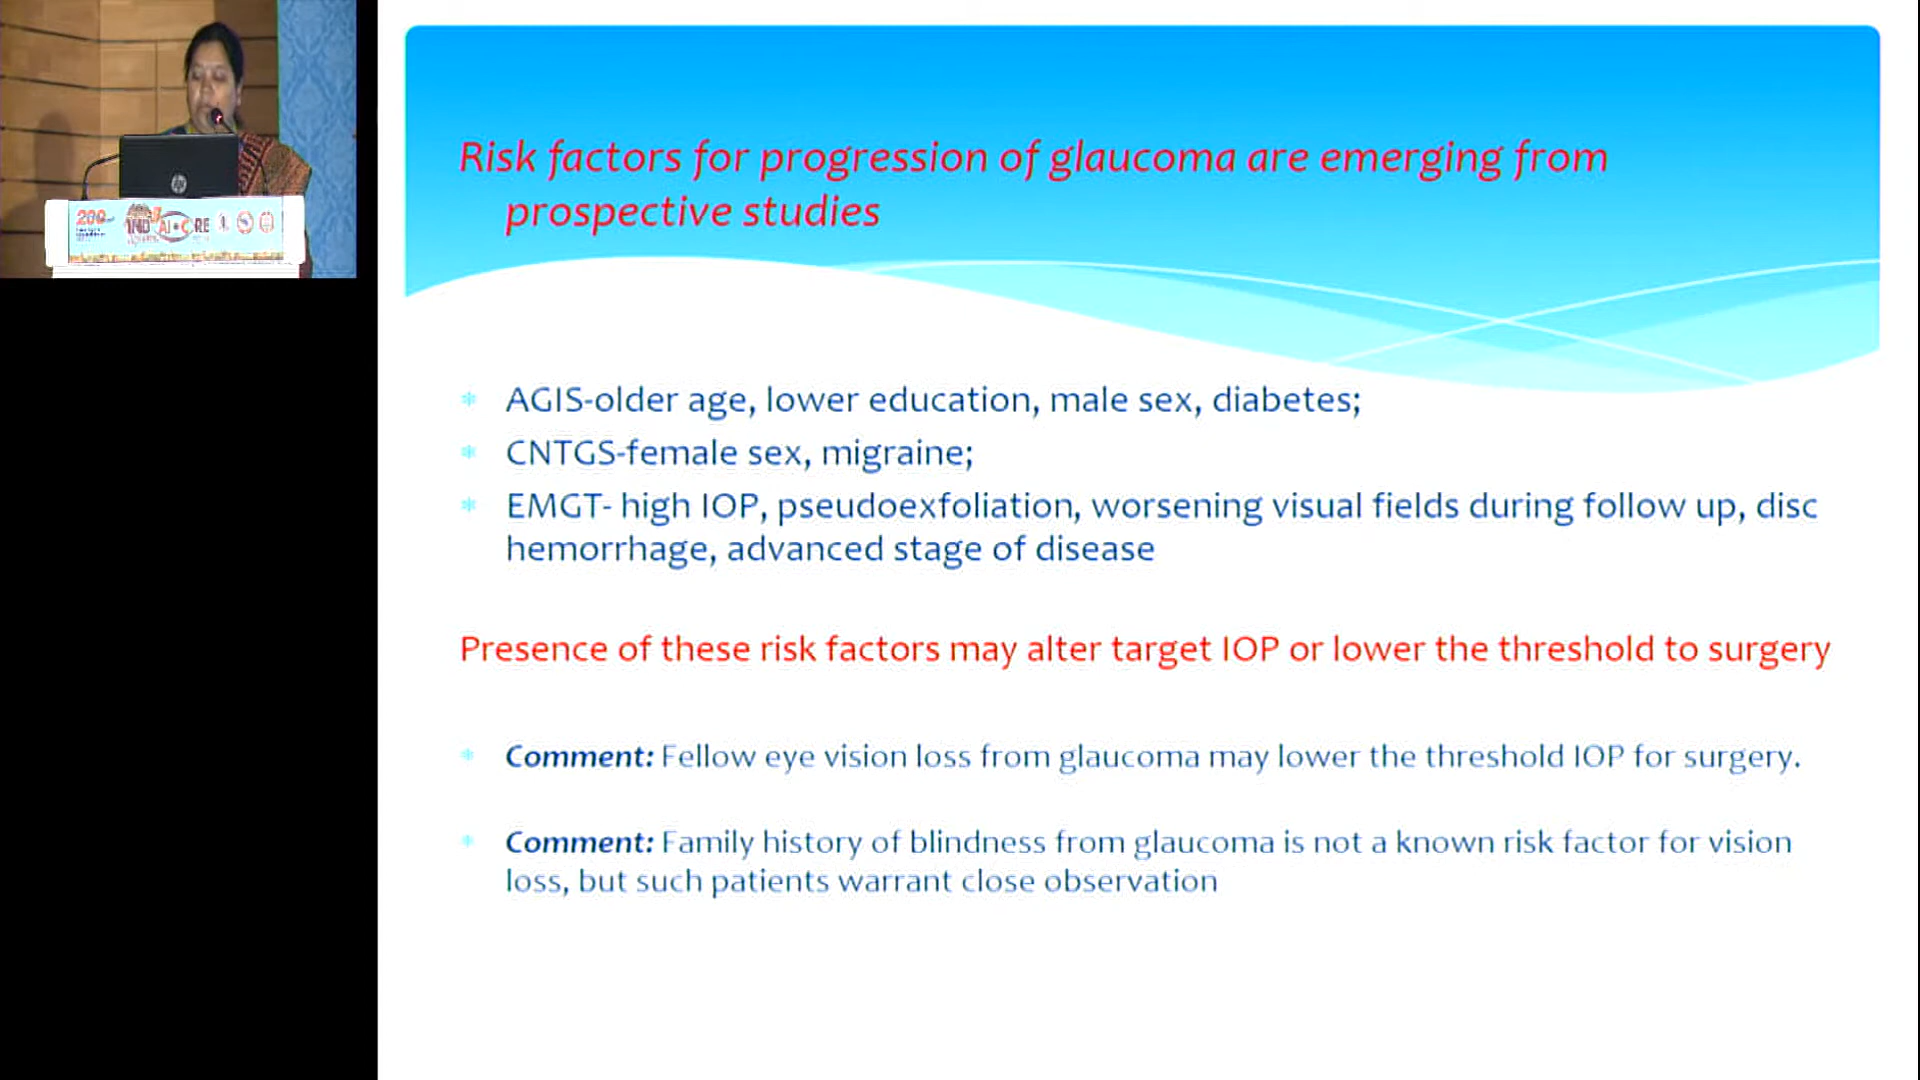 Risk factors for progression of glaucoma are emerging from
prospective studies
AGIS-older age, lower education, male sex, diabetes;
CNTGS-female sex, migraine;
EMGT- high IOP, pseudoexfoliation, worsening visual fields during follow up, disc
hemorrhage, advanced stage of disease
Presence of these risk factors may alter target IOP or lower the threshold to surgery
Comment: Fellow eye vision loss from glaucoma may lower the threshold IOP for surgery.
Comment: Family history of blindness from glaucoma is not a known risk factor for vision
loss, but such patients warrant close observation